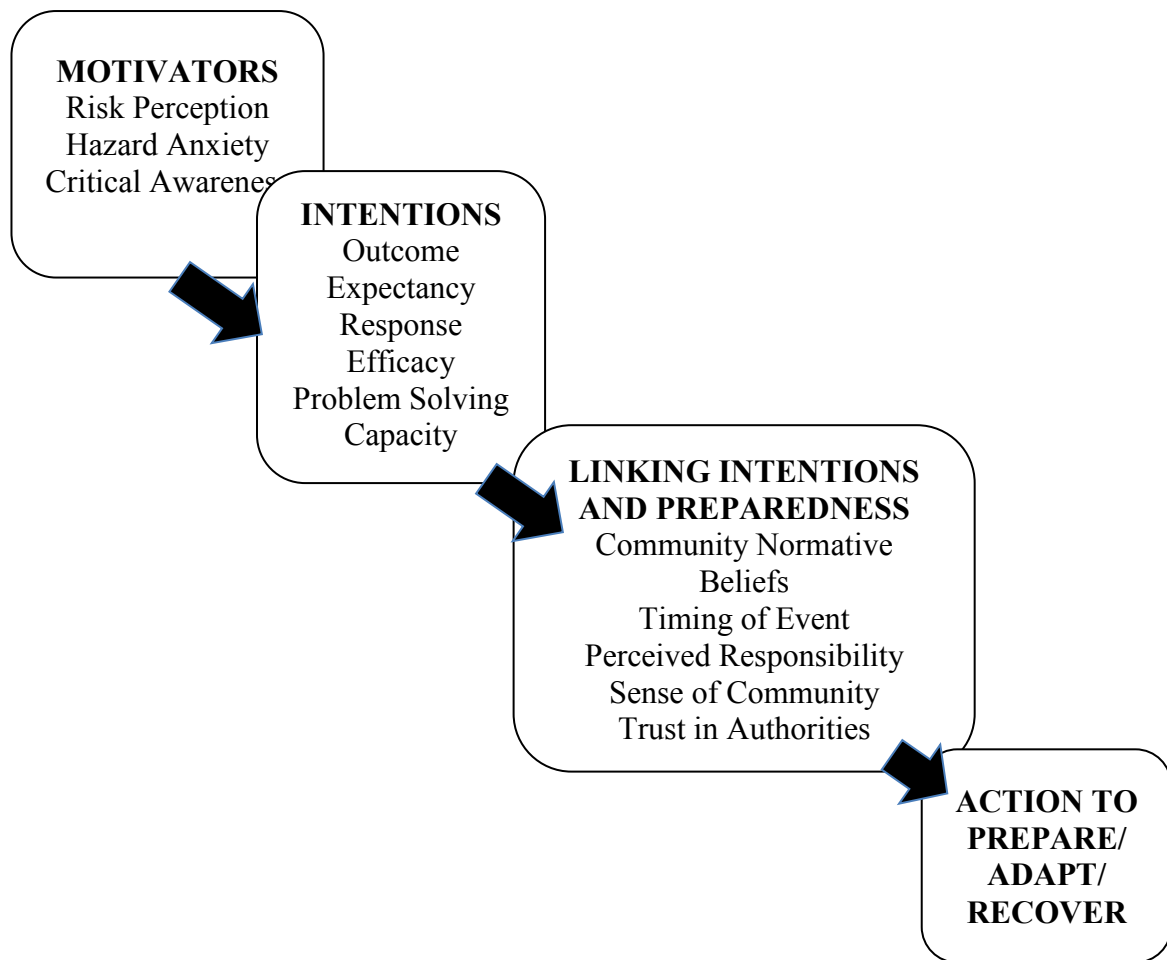 MOTIVATORS
Risk Perception
Hazard Anxiety
Critical Awarenes
INTENTIONS
Outcome
Expectancy
Response
Efficacy
Problem Solving
Capacity
LINKING INTENTIONS
AND PREPAREDNESS
Community Normative
Beliefs
Timing of Event
Perceived Responsibility
Sense of Community
Trust in Authorities
ACTION TO
PREPARE/
ADAPT/
RECOVER